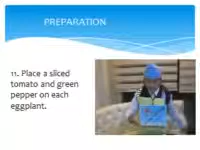 PREPARATION
11. Place a sliced
tomato and green
pepper on each
eggplant.